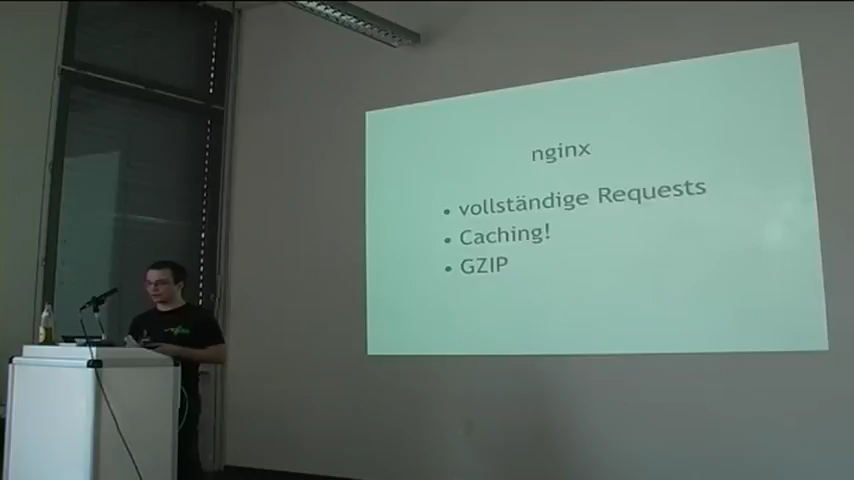 nginx
• vollständige Requests
• Caching!
• GZIP